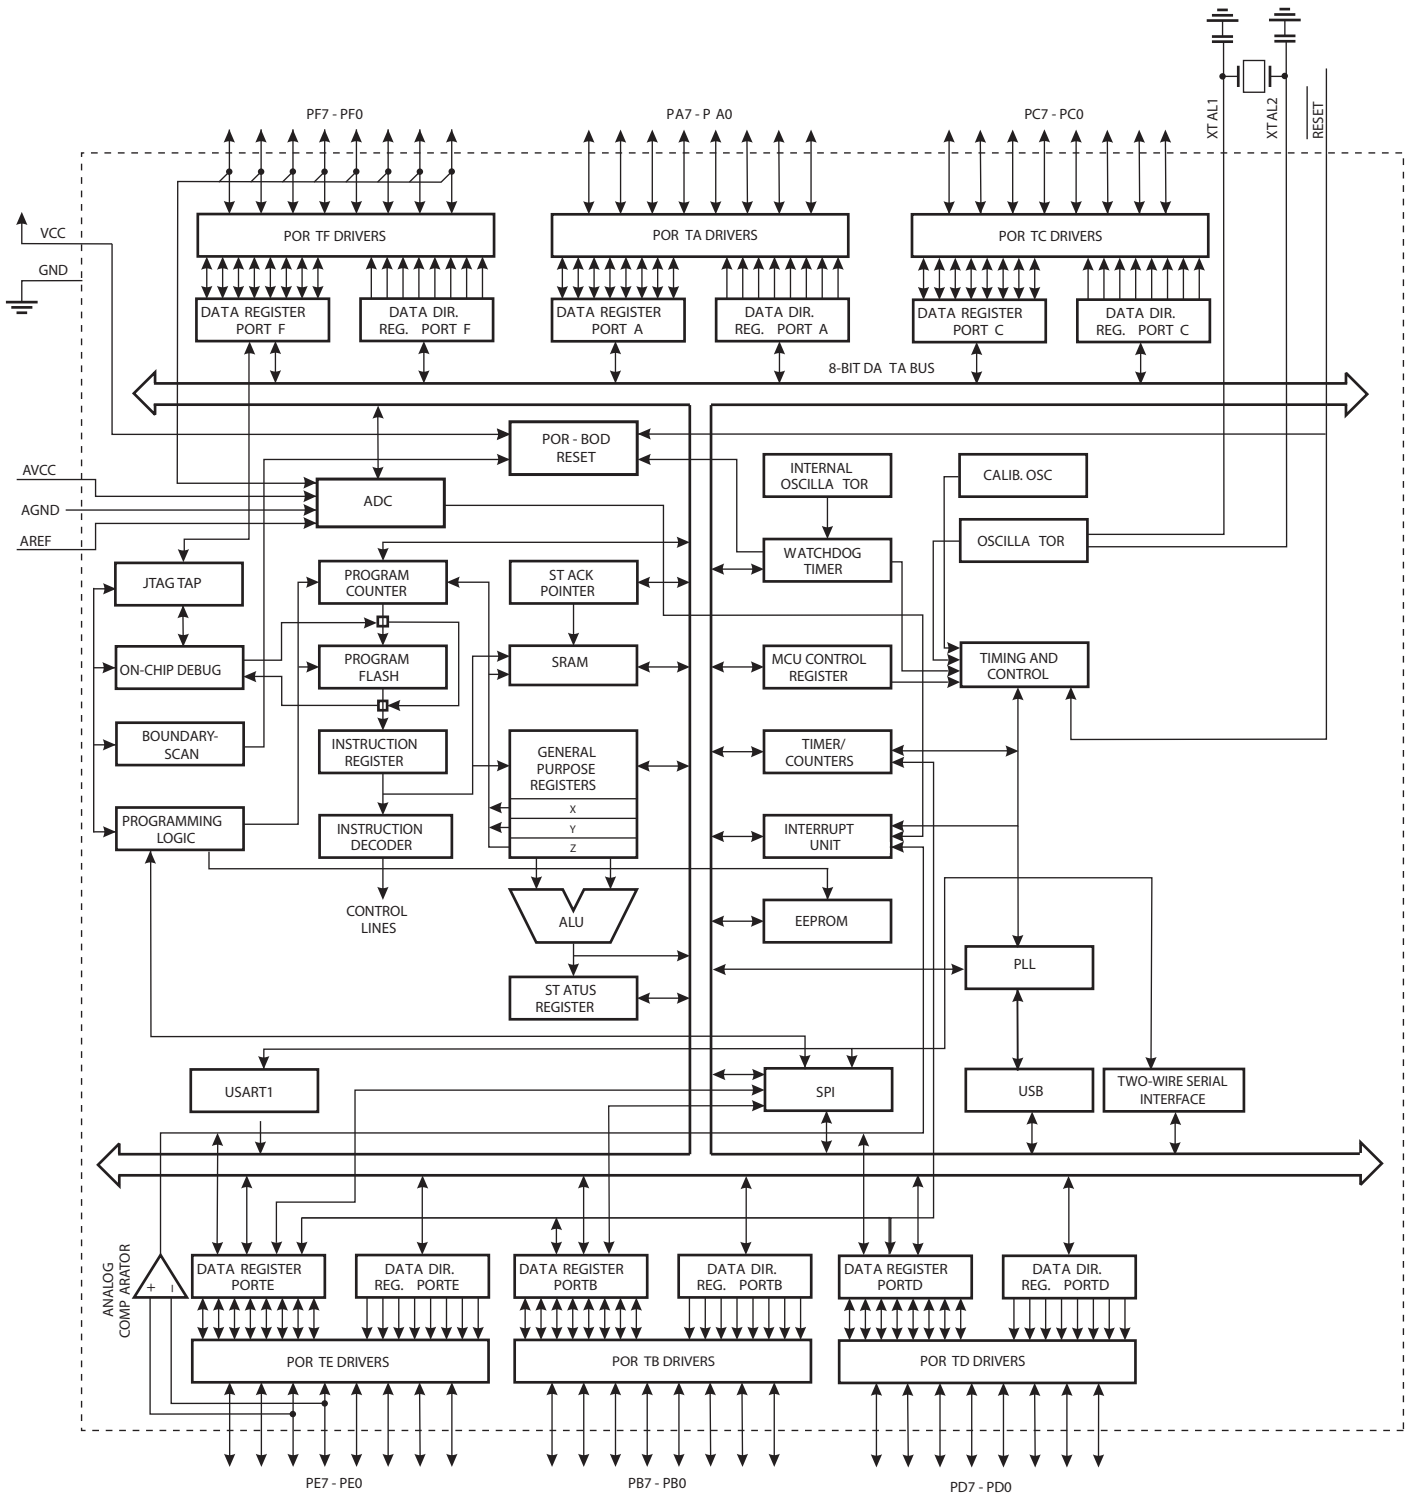 PF7 - PF0
PA7 - P A0
PC7 - PC0
XT AL1
XT AL2
RESET
VCC
GND
POR TF DRIVERS
POR TA DRIVERS
POR TC DRIVERS
DATA REGISTER
PORT F
DATA DIR.
REG. PORT F
DATA REGISTER
PORT A
DATA DIR.
REG. PORT A
DATA REGISTER
PORT C
DATA DIR.
REG. PORT C
8-BIT DA TA BUS
POR - BOD
RESET
INTERNAL
OSCILLA TOR
CALIB. OSC
AVCC
AGND
AREF
ADC
OSCILLA TOR
WATCHDOG
TIMER
JTAG TAP
PROGRAM
COUNTER
ST ACK
POINTER
ON-CHIP DEBUG
PROGRAM
FLASH
SRAM
MCU CONTROL
REGISTER
TIMING AND
CONTROL
BOUNDARY-
SCAN
INSTRUCTION
REGISTER
GENERAL
PURPOSE
REGISTERS
X
Y
Z
TIMER/
COUNTERS
PROGRAMMING
LOGIC
INSTRUCTION
DECODER
INTERRUPT
UNIT
CONTROL
LINES
ALU
EEPROM
PLL
ST ATUS
REGISTER
USART1
SPI
USB
TWO-WIRE SERIAL
INTERFACE
ANALOG
COMP ARATOR
+
–
DATA REGISTER
PORTE
DATA DIR.
REG. PORTE
DATA REGISTER
PORTB
DATA DIR.
REG. PORTB
DATA REGISTER
PORTD
DATA DIR.
REG. PORTD
POR TE DRIVERS
POR TB DRIVERS
POR TD DRIVERS
PE7 - PE0
PB7 - PB0
PD7 - PD0